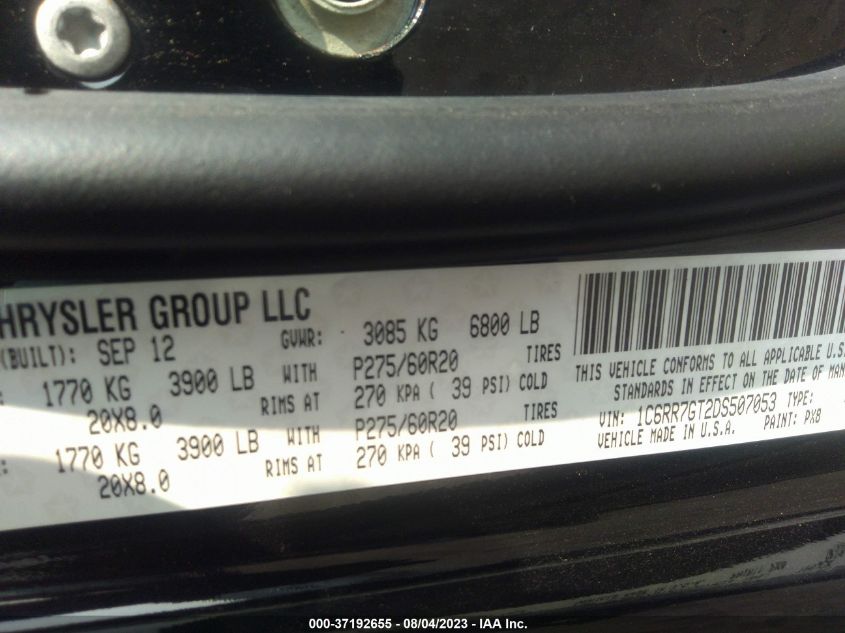 HRYSLER GROUP LLC
(BUILT): SEP 12
GVWR: 3085 KG 6800 LB
1770 KG 3900 LB WITH P275/60R20 TIRES
20X8.0 RIMS AT 270 KPA ( 39 PSI) COLD
1770 KG 3900 LB WITH P275/60R20
20X8.0 RIMS AT 270 KPA ( 39 PSI) COLD
THIS VEHICLE CONFORMS TO ALL APPLICABLE U.S.
STANDARDS IN EFFECT ON THE DATE OF MAN
VIN: 1C6RR7GT2DS507053 TYPE:
VEHICLE MADE IN U.S.A. PAINT: PX8
000-37192655 - 08/04/2023 - IAA Inc.